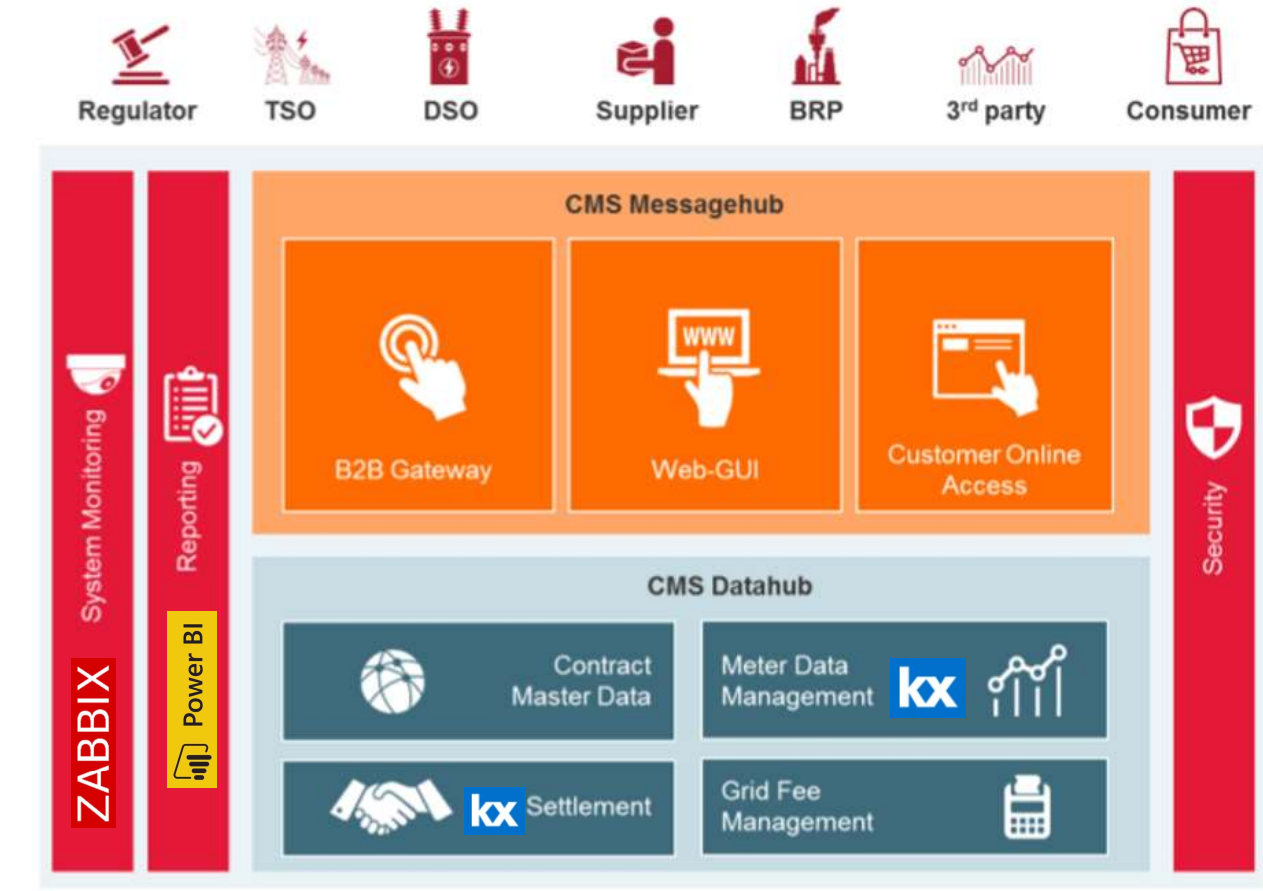 Regulator
TSO
DSO
Supplier
BRP
3rd party
Consumer
System Monitoring
ZABBIX
Reporting
Power BI
CMS Messagehub
B2B Gateway
WWW
Web-GUI
Customer Online
Access
CMS Datahub
Contract
Master Data
Meter Data
Management
kx
kx
Settlement
Grid Fee
Management
Security